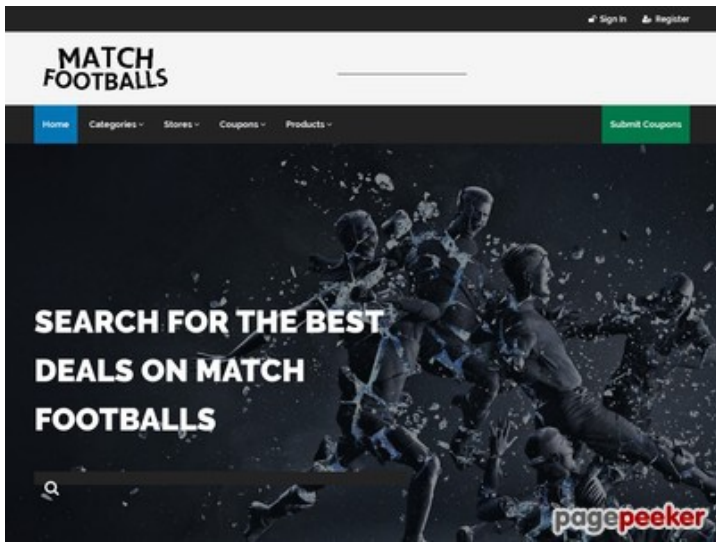 Sign In Register
MATCH
FOOTBALLS
Home Categories Stores Coupons Products Submit Coupons
SEARCH FOR THE BEST
DEALS ON MATCH
FOOTBALLS
pagepeeker